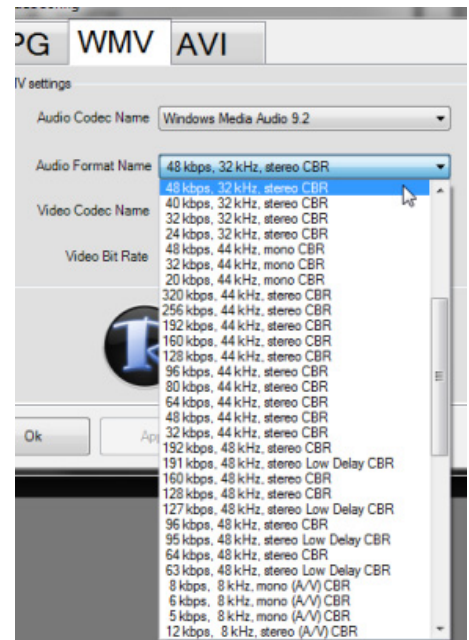 PG WMV AVI
V settings
Audio Codec Name Windows Media Audio 9.2
Audio Format Name 48 kbps, 32 kHz, stereo CBR
48 kbps, 32 kHz, stereo CBR
40 kbps, 32 kHz, stereo CBR
Video Codec Name
32 kbps, 32 kHz, stereo CBR
24 kbps, 32 kHz, stereo CBR
48 kbps, 44 kHz, mono CBR
Video Bit Rate
32 kbps, 44 kHz, mono CBR
20 kbps, 44 kHz, mono CBR
320 kbps, 44 kHz, stereo CBR
256 kbps, 44 kHz, stereo CBR
192 kbps, 44 kHz, stereo CBR
160 kbps, 44 kHz, stereo CBR
128 kbps, 44 kHz, stereo CBR
96 kbps, 44 kHz, stereo CBR
80 kbps, 44 kHz, stereo CBR
64 kbps, 44 kHz, stereo CBR
48 kbps, 44 kHz, stereo CBR
32 kbps, 44 kHz, stereo CBR
Ok Ap
192 kbps, 48 kHz, stereo CBR
191 kbps, 48 kHz, stereo Low Delay CBR
160 kbps, 48 kHz, stereo CBR
128 kbps, 48 kHz, stereo CBR
127 kbps, 48 kHz, stereo Low Delay CBR
96 kbps, 48 kHz, stereo CBR
95 kbps, 48 kHz, stereo Low Delay CBR
64 kbps, 48 kHz, stereo CBR
63 kbps, 48 kHz, stereo Low Delay CBR
8 kbps, 8 kHz, mono (A/V) CBR
6 kbps, 8 kHz, mono (A/V) CBR
5 kbps, 8 kHz, mono (A/V) CBR
12 kbps, 8 kHz, stereo (A/V) CBR